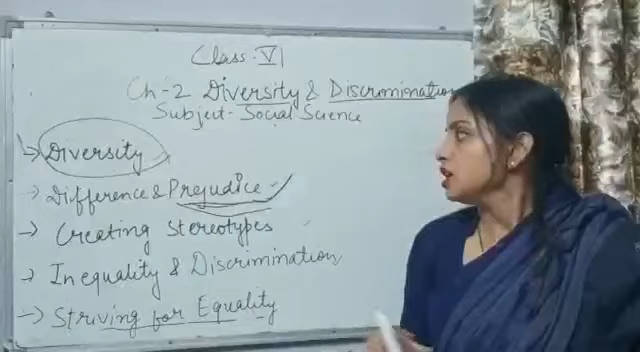 Class-VI
Ch-2 Diversity & Discrimination
Subject-Social Science
→ Diversity
→ Difference & Prejudice
→ Creating Stereotypes
→ Inequality & Discrimination
→ Striving for Equality